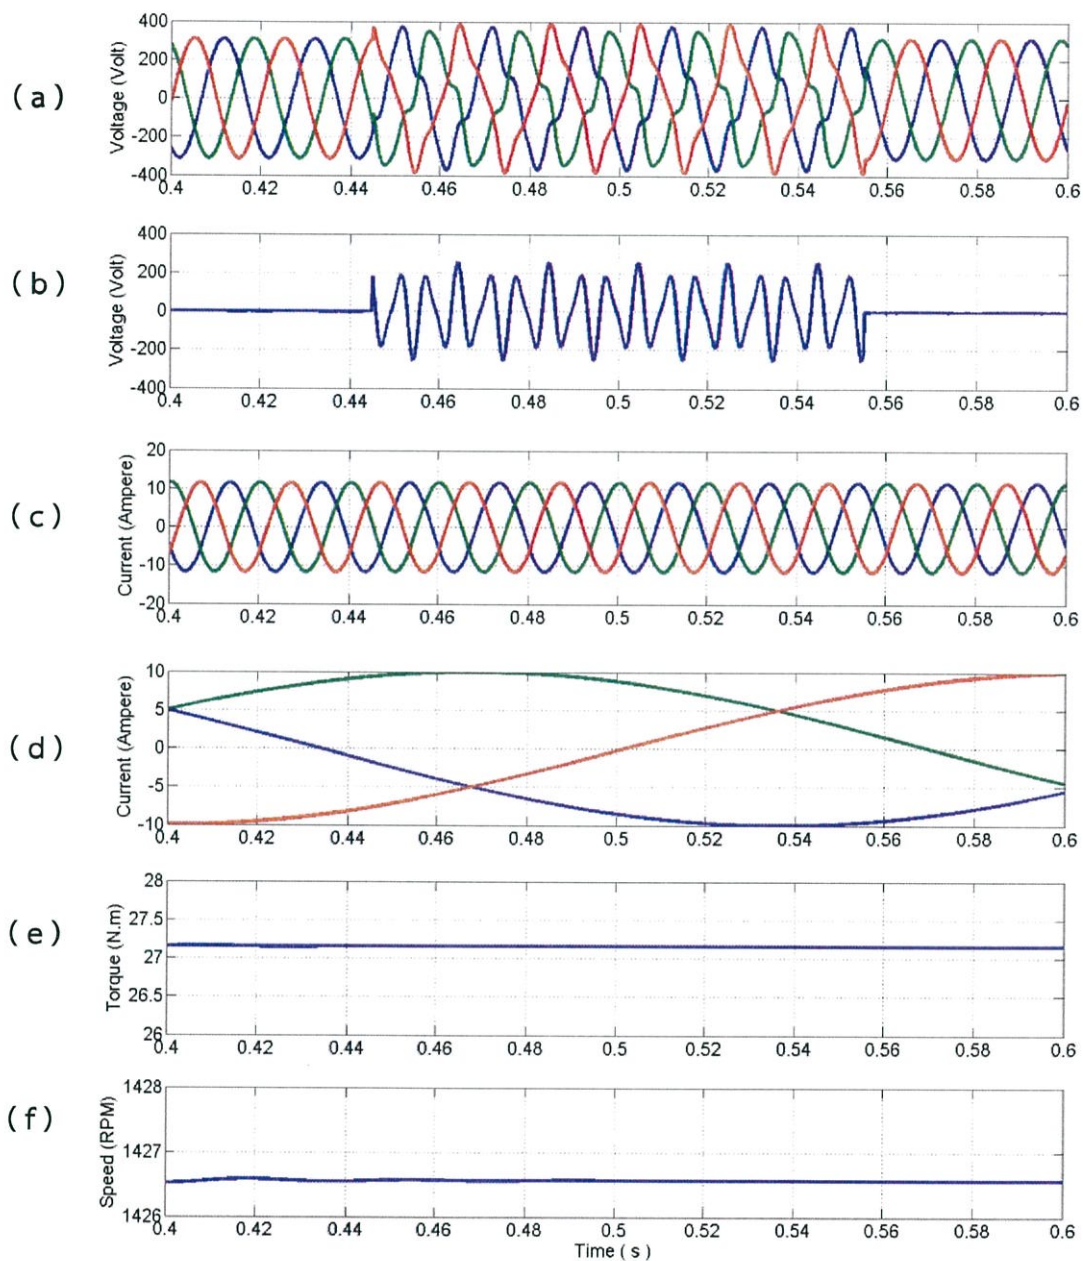 400
200
0
-200
-400
Voltage (Volt)
(a)
0.4 0.42 0.44 0.46 0.48 0.5 0.52 0.54 0.56 0.58 0.6
400
200
0
-200
-400
Voltage (Volt)
(b)
0.4 0.42 0.44 0.46 0.48 0.5 0.52 0.54 0.56 0.58 0.6
20
10
0
-10
-20
Current (Ampere)
(c)
0.4 0.42 0.44 0.46 0.48 0.5 0.52 0.54 0.56 0.58 0.6
10
5
0
-5
-10
Current (Ampere)
(d)
0.4 0.42 0.44 0.46 0.48 0.5 0.52 0.54 0.56 0.58 0.6
28
27.5
27
26.5
26
Torque (N.m)
(e)
0.4 0.42 0.44 0.46 0.48 0.5 0.52 0.54 0.56 0.58 0.6
1428
1427
1426
Speed (RPM)
(f)
0.4 0.42 0.44 0.46 0.48 0.5 0.52 0.54 0.56 0.58 0.6
Time ( s )